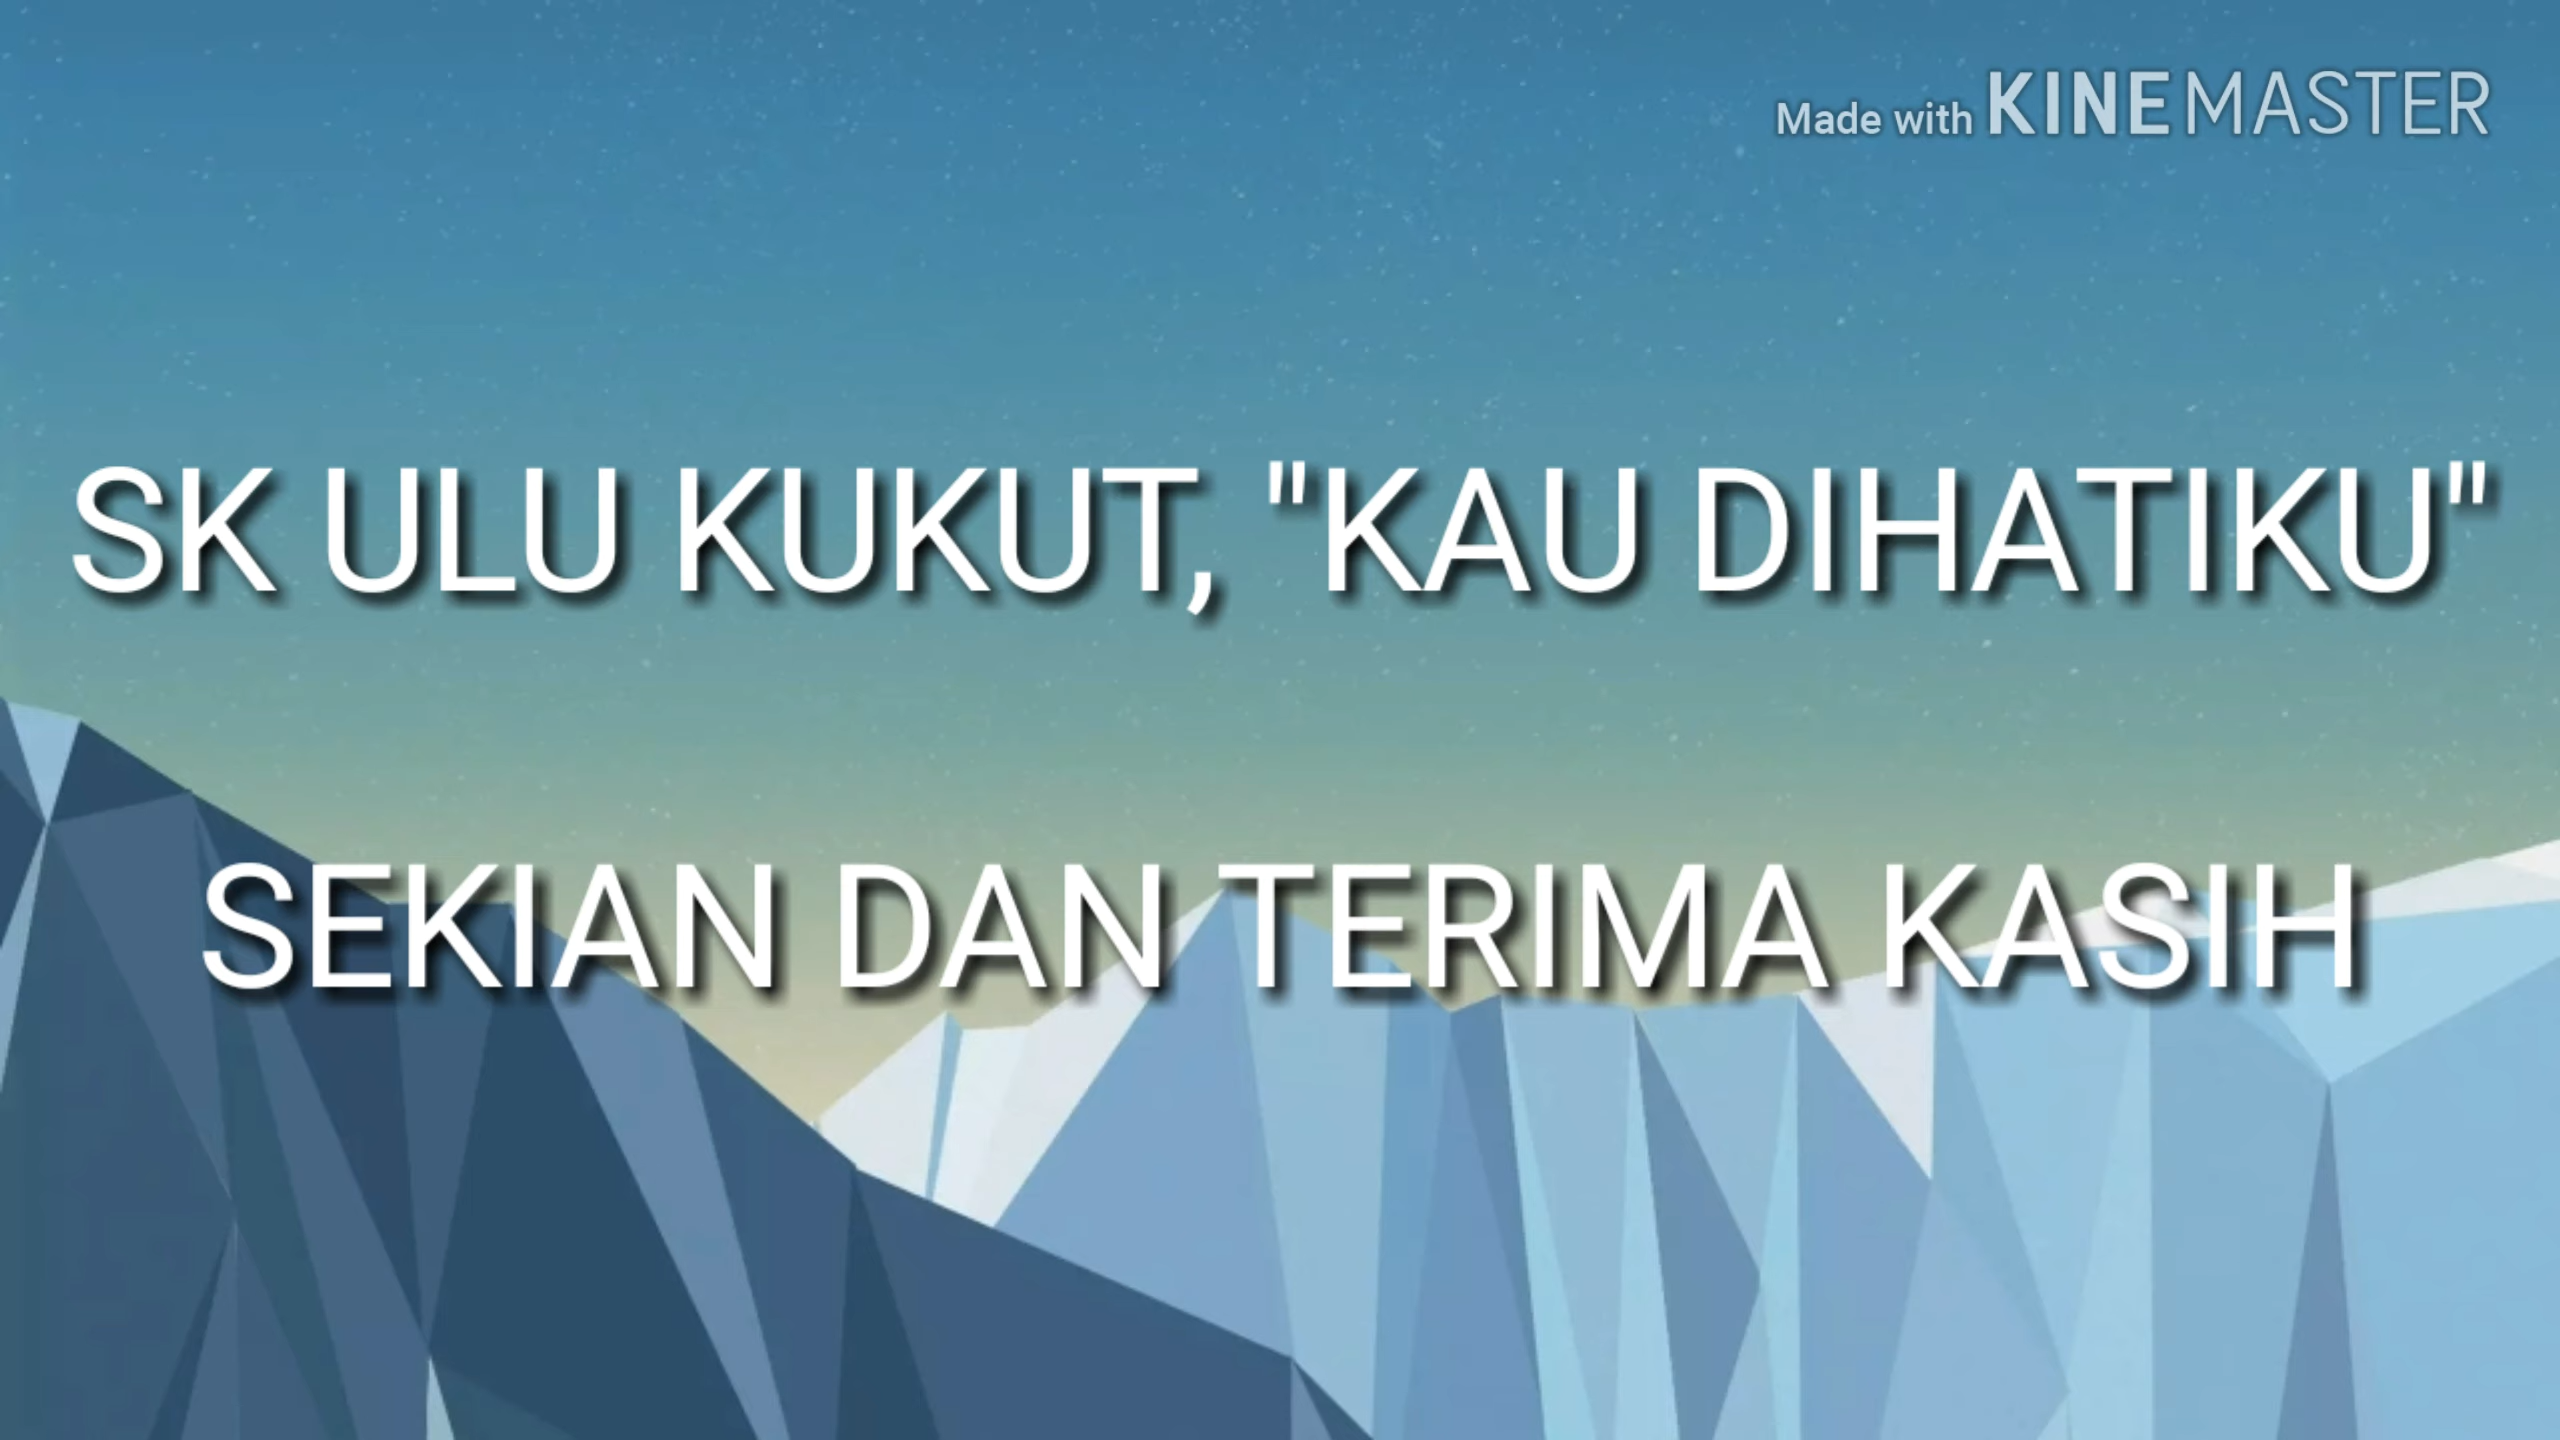 Made with KINEMASTER
SK ULU KUKUT, "KAU DIHATIKU"
SEKIAN DAN TERIMA KASIH